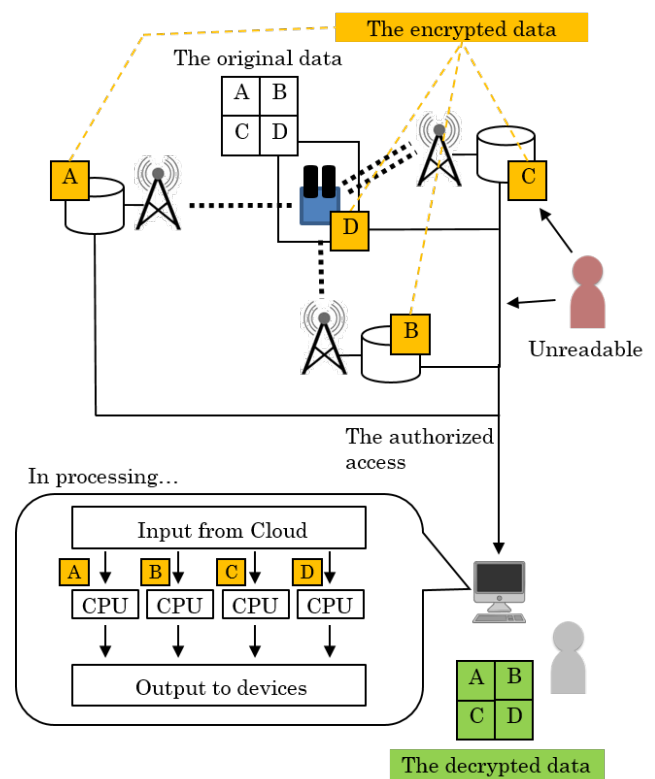 The encrypted data
The original data
A B
C D
A
C
D
B
Unreadable
The authorized
access
In processing...
Input from Cloud
A B C D
CPU CPU CPU CPU
Output to devices
A B
C D
The decrypted data